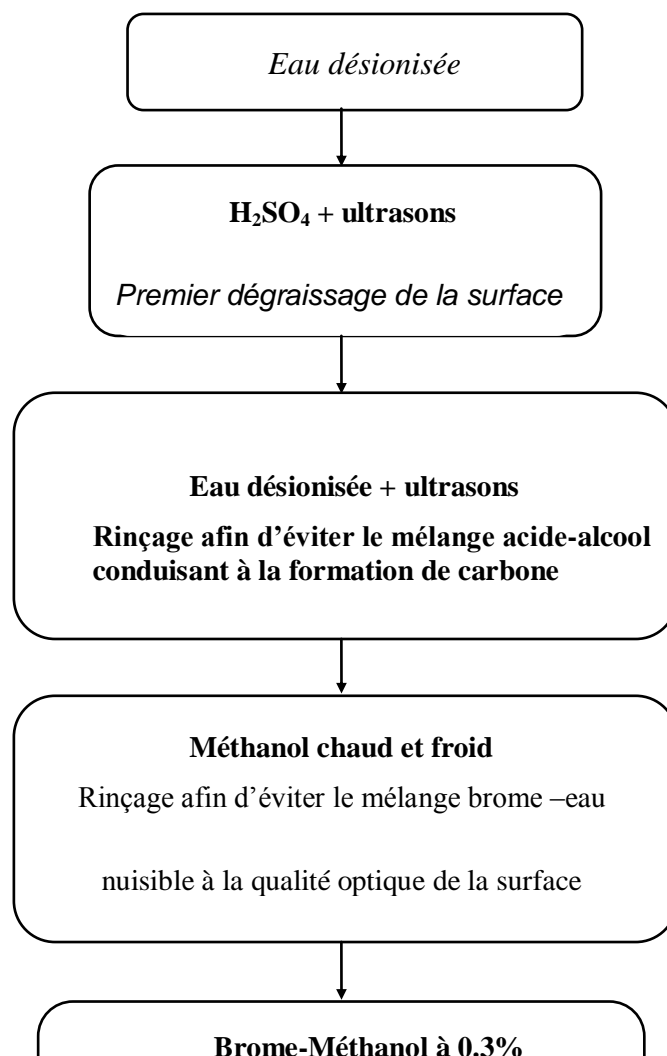 Eau désionisée
H₂SO₄ + ultrasons
Premier dégraissage de la surface
Eau désionisée + ultrasons
Rinçage afin d’éviter le mélange acide-alcool
conduisant à la formation de carbone
Méthanol chaud et froid
Rinçage afin d’éviter le mélange brome –eau
nuisible à la qualité optique de la surface
Brome-Méthanol à 0.3%